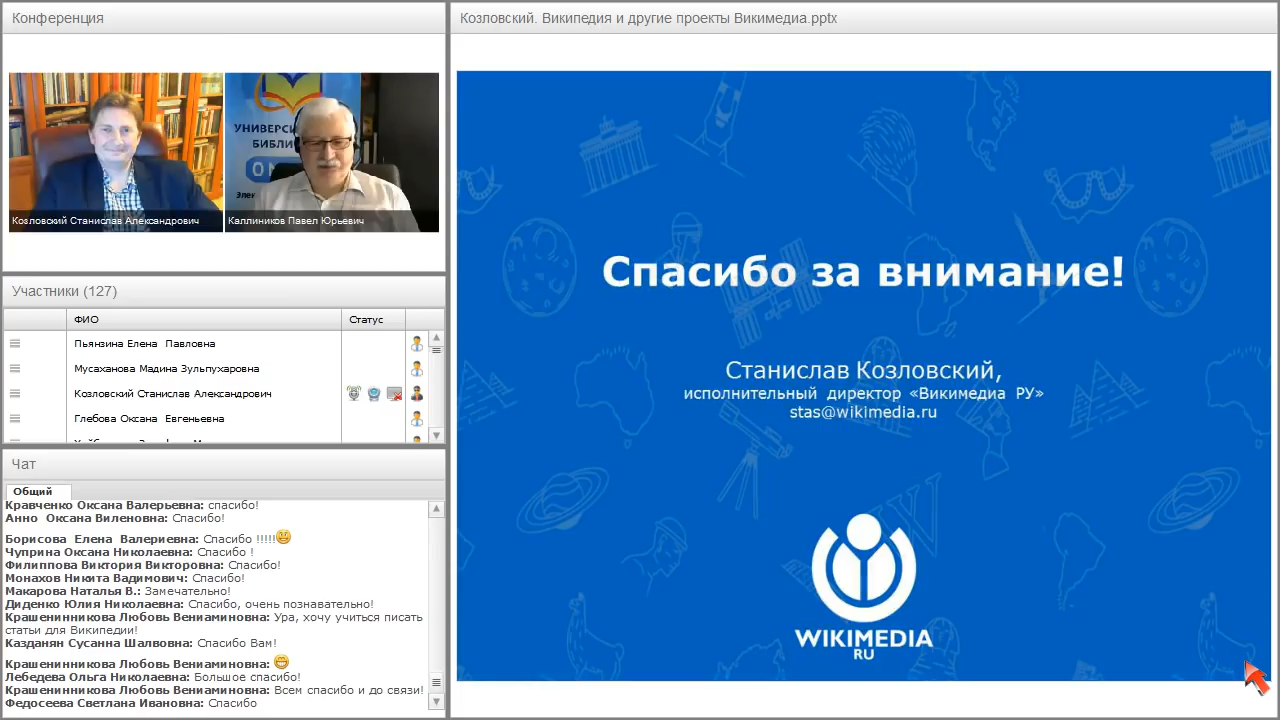 Конференция
УНИВЕРСИ
БИБЛИ
ON
Элек
Козловский Станислав Александрович
Каллиников Павел Юрьевич
Участники (127)
ФИО
Статус
Пьянзина Елена Павловна
Мусаханова Мадина Зульпухаровна
Козловский Станислав Александрович
Глебова Оксана Евгеньевна
Чат
Общий
Кравченко Оксана Валерьевна: спасибо!
Анно Оксана Виленовна: Спасибо!
Борисова Елена Валериевна: Спасибо !!!!!
Чуприна Оксана Николаевна: Спасибо !
Филиппова Виктория Викторовна: Спасибо!
Монахов Никита Вадимович: Спасибо!
Макарова Наталья В.: Замечательно!
Диденко Юлия Николаевна: Спасибо, очень познавательно!
Крашенинникова Любовь Вениаминовна: Ура, хочу учиться писать
статьи для Википедии!
Казданян Сусанна Шалвовна: Спасибо Вам!
Крашенинникова Любовь Вениаминовна:
Лебедева Ольга Николаевна: Большое спасибо!
Крашенинникова Любовь Вениаминовна: Всем спасибо и до связи!
Федосеева Светлана Ивановна: Спасибо
Козловский. Википедия и другие проекты Викимедиа.pptx
Спасибо за внимание!
Станислав Козловский,
исполнительный директор «Викимедиа РУ»
stas@wikimedia.ru
W
WIKIMEDIA
RU